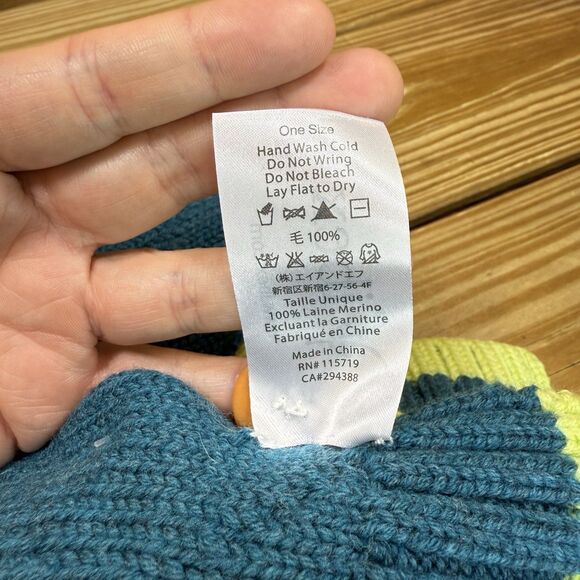 One Size
Hand Wash Cold
Do Not Wring
Do Not Bleach
Lay Flat to Dry
毛 100%
(株)エイアンドエフ
新宿区新宿6-27-56-4F
Taille Unique
100% Laine Merino
Excluant la Garniture
Fabriqué en Chine
Made in China
RN# 115719
CA#294388